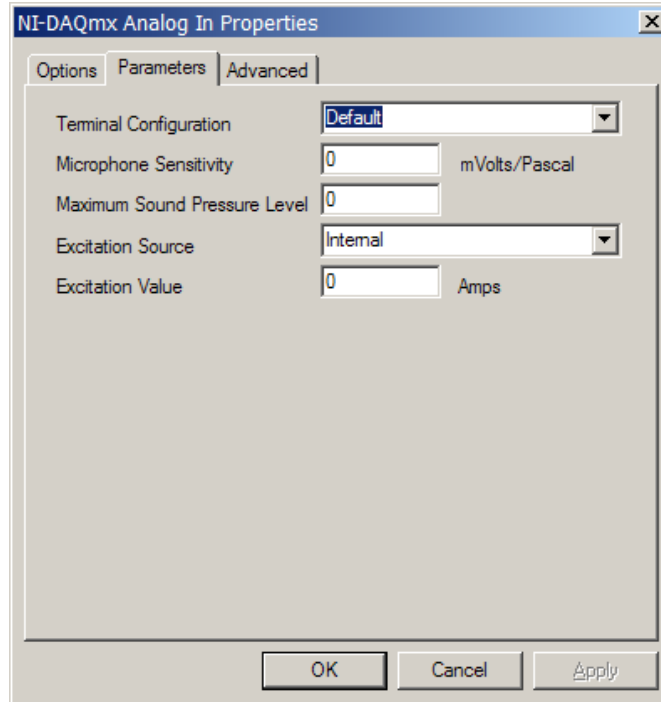 NI-DAQmx Analog In Properties
Options Parameters Advanced
Terminal Configuration Default
Microphone Sensitivity 0 mVolts/Pascal
Maximum Sound Pressure Level 0
Excitation Source Internal
Excitation Value 0 Amps
OK Cancel Apply